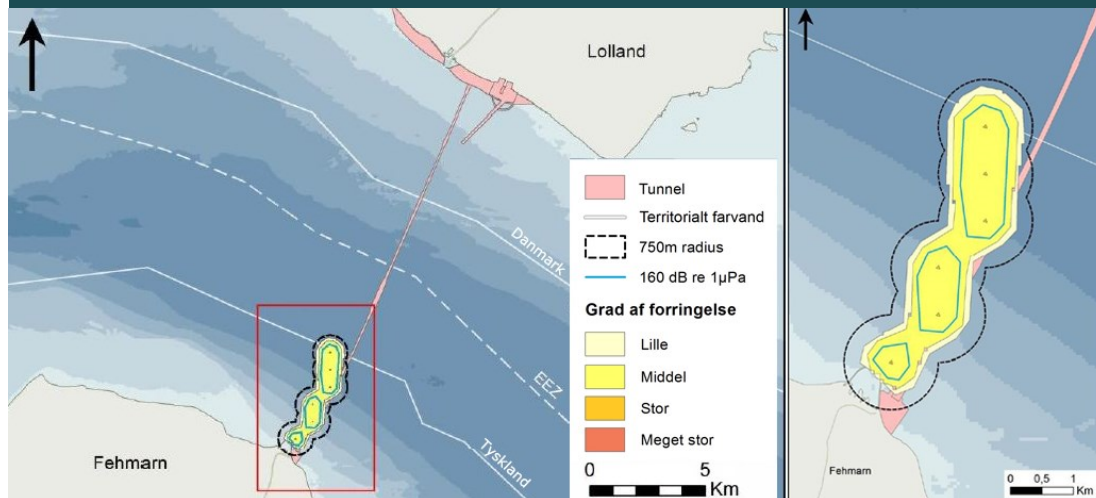 Lolland
Danmark
EEZ
Tyskland
Fehmarn
Tunnel
Territorialt farvand
750m radius
160 dB re 1µPa
Grad af forringelse
Lille
Middel
Stor
Meget stor
0 5
Km
Fehmarn
0 0,5 1
Km